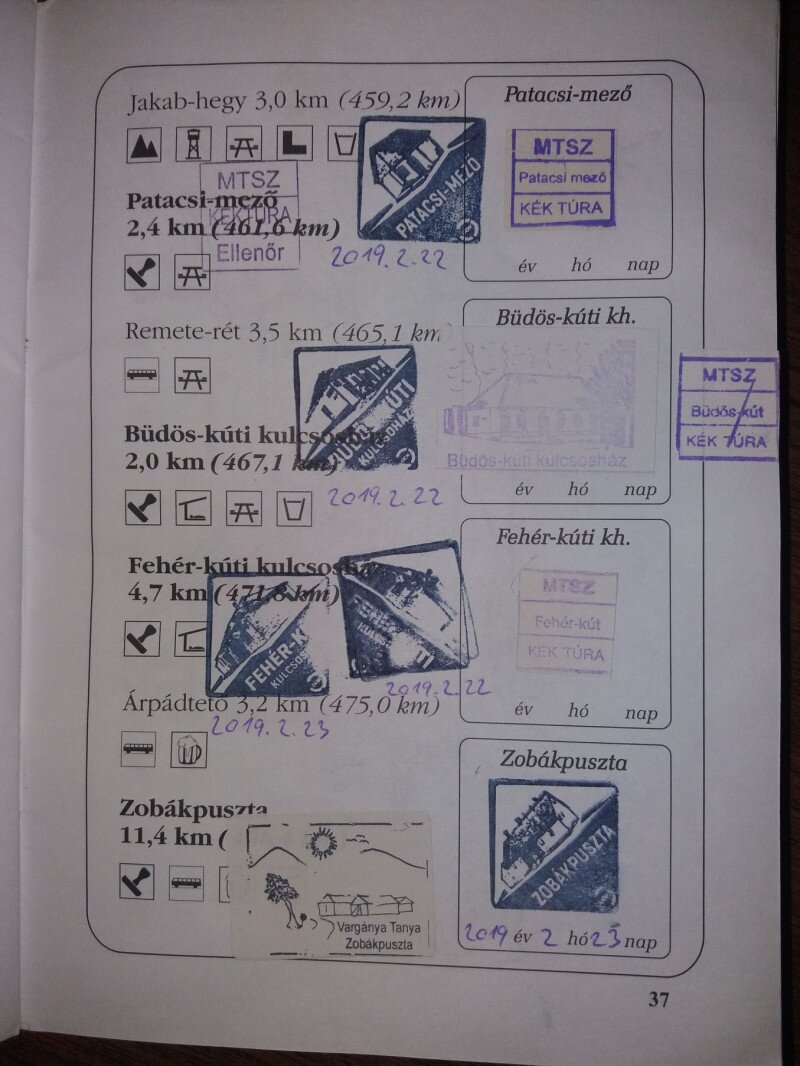 Jakab-hegy 3,0 km (459,2 km)
Patacsi-mező
MTSZ
Patacsi mező
KÉK TÚRA
év hó nap
PATACSI-MEZŐ
MTSZ
KÉKTÚRA
Ellenőr
Patacsi-mező
2,4 km (461,6 km)
2019.2.22
Remete-rét 3,5 km (465,1 km
Büdös-kúti kh.
Büdös-kúti kulcsosház
év hó nap
MTSZ
Büdös-kút
KÉK TÚRA
KÚTI
KULCSOSHÁZ
Büdös-kúti kulcsosház
2,0 km (467,1 km)
2019.2.22
Fehér-kúti kh.
MTSZ
Fehér-kút
KÉK TÚRA
év hó nap
Fehér-kúti kulcsosház
4,7 km (471,8 km)
FEHÉR-K
KULCSOS
2019.2.22
Árpádtető 3,2 km (475,0 km)
2019.2.23
Zobákpuszta
ZOBÁKPUSZTA
2019 év 2 hó 23 nap
Zobákpuszta
11,4 km (
Vargánya Tanya
Zobákpuszta
37